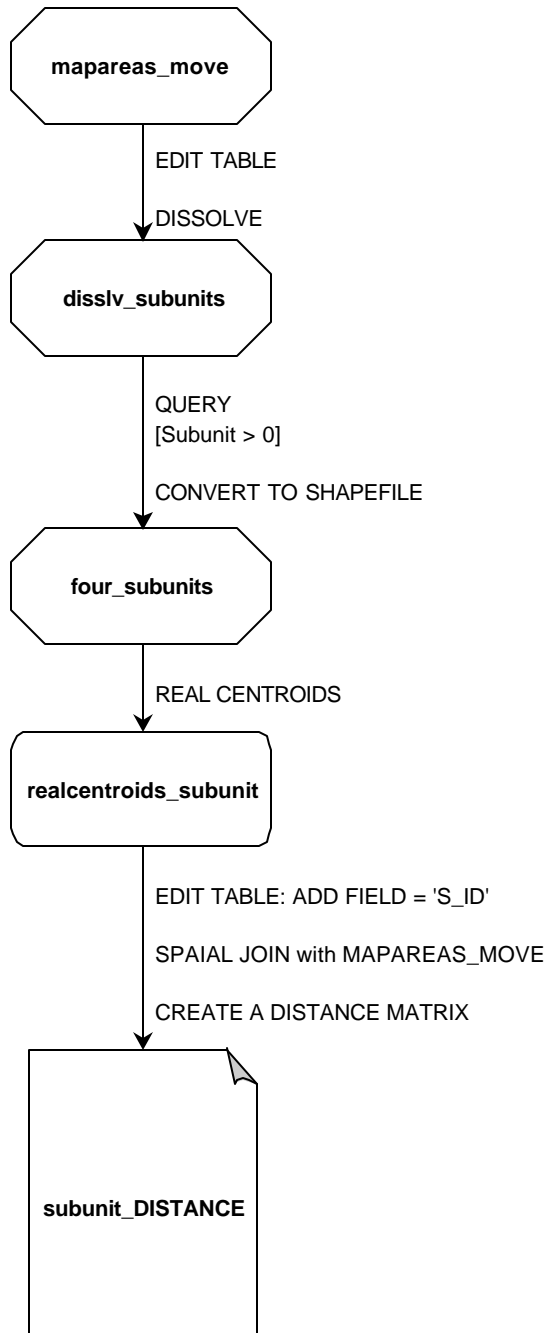 mapareas_move
EDIT TABLE
DISSOLVE
disslv_subunits
QUERY
[Subunit > 0]
CONVERT TO SHAPEFILE
four_subunits
REAL CENTROIDS
realcentroids_subunit
EDIT TABLE: ADD FIELD = 'S_ID'
SPAIAL JOIN with MAPAREAS_MOVE
CREATE A DISTANCE MATRIX
subunit_DISTANCE